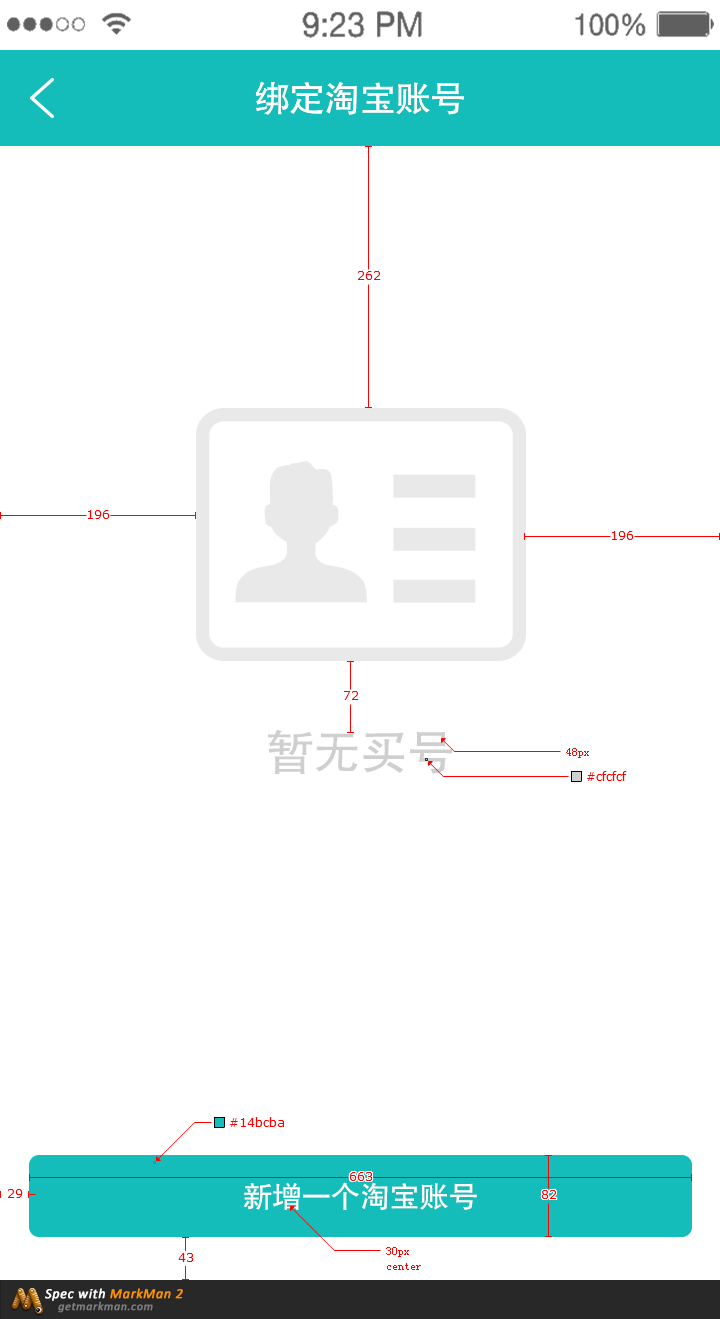 9:23 PM
100%
绑定淘宝账号
262
196
196
72
暂无买号
48px
#cfcfcf
#14bcba
663
29
新增一个淘宝账号
82
30px
center
43
Spec with MarkMan 2
getmarkman.com